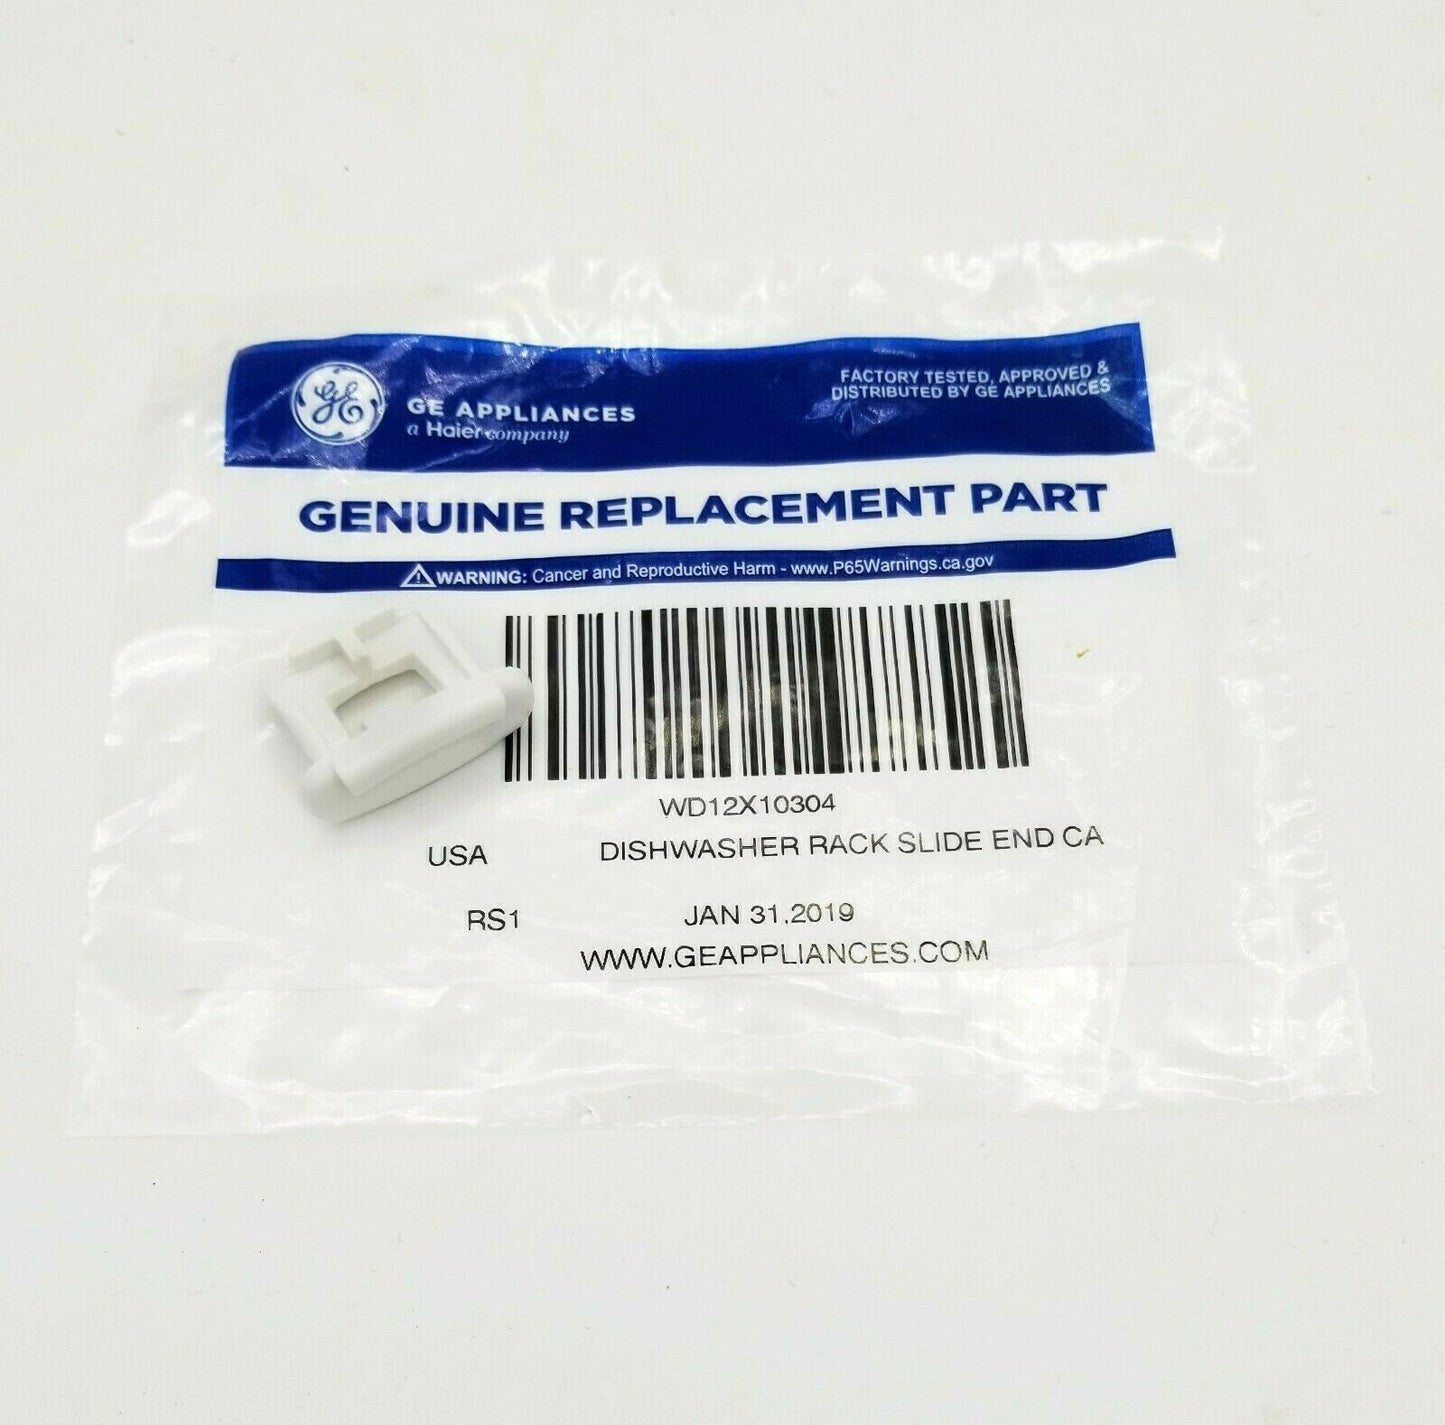 GE
GE APPLIANCES
a Haier company
FACTORY TESTED, APPROVED &
DISTRIBUTED BY GE APPLIANCES
GENUINE REPLACEMENT PART
WARNING: Cancer and Reproductive Harm - www.P65Warnings.ca.gov
WD12X10304
USA DISHWASHER RACK SLIDE END CA
RS1 JAN 31,2019
WWW.GEAPPLIANCES.COM